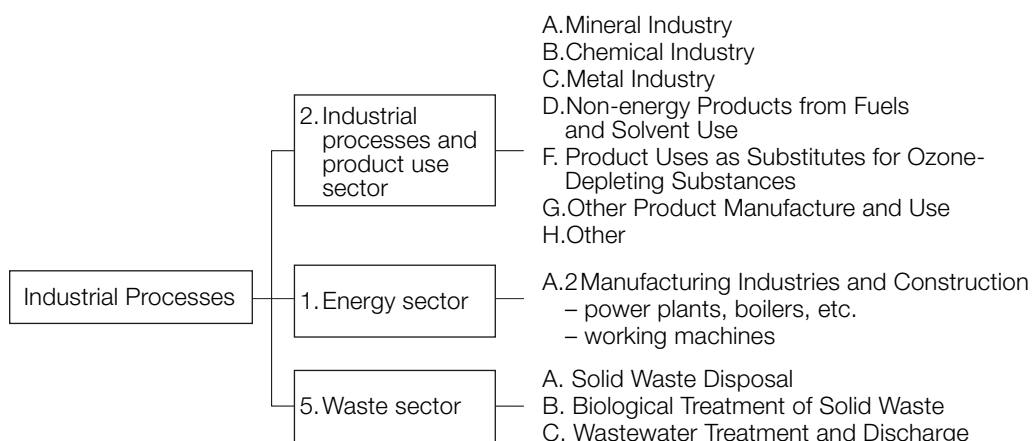 A.Mineral Industry
B.Chemical Industry
C.Metal Industry
D.Non-energy Products from Fuels
and Solvent Use
F. Product Uses as Substitutes for Ozone-
Depleting Substances
G.Other Product Manufacture and Use
H.Other
2. Industrial
processes and
product use
sector
Industrial Processes
1. Energy sector
A.2 Manufacturing Industries and Construction
– power plants, boilers, etc.
– working machines
5. Waste sector
A. Solid Waste Disposal
B. Biological Treatment of Solid Waste
C. Wastewater Treatment and Discharge